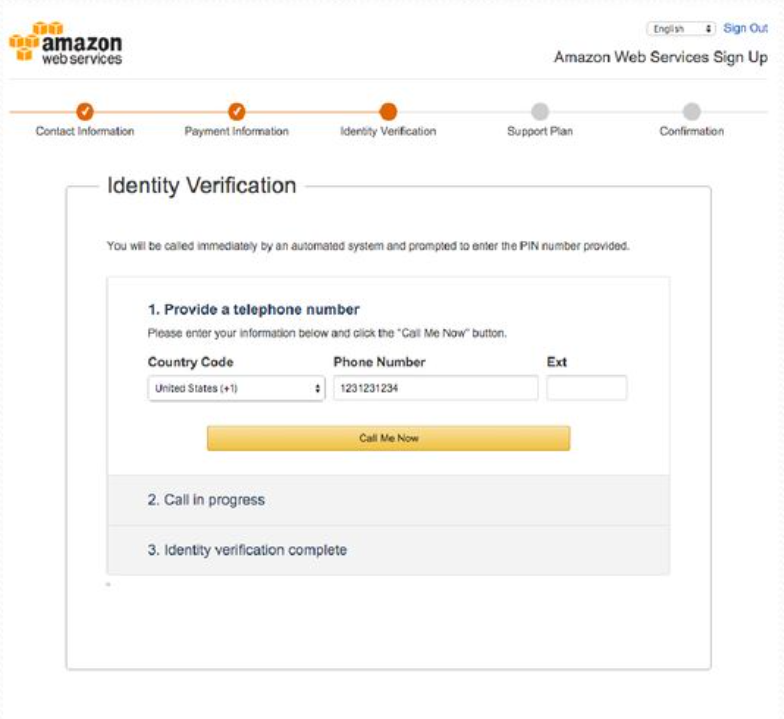 English Sign Out
amazon
web services
Amazon Web Services Sign Up
Contact Information Payment Information Identity Verification Support Plan Confirmation
Identity Verification
You will be called immediately by an automated system and prompted to enter the PIN number provided.
1. Provide a telephone number
Please enter your information below and click the "Call Me Now" button.
Country Code Phone Number Ext
United States (+1) 1231231234
Call Me Now
2. Call in progress
3. Identity verification complete